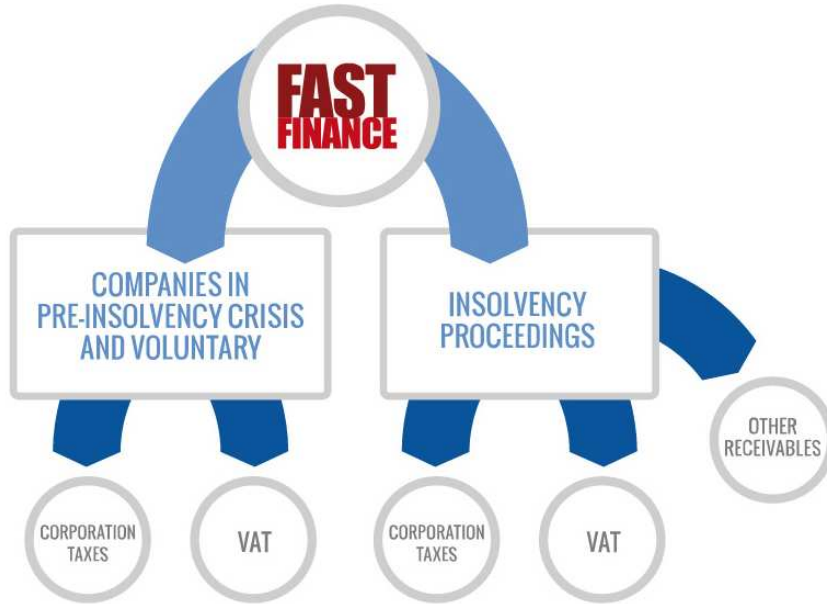 FAST
FINANCE
COMPANIES IN
PRE-INSOLVENCY CRISIS
AND VOLUNTARY
INSOLVENCY
PROCEEDINGS
OTHER
RECEIVABLES
CORPORATION
TAXES
VAT
CORPORATION
TAXES
VAT